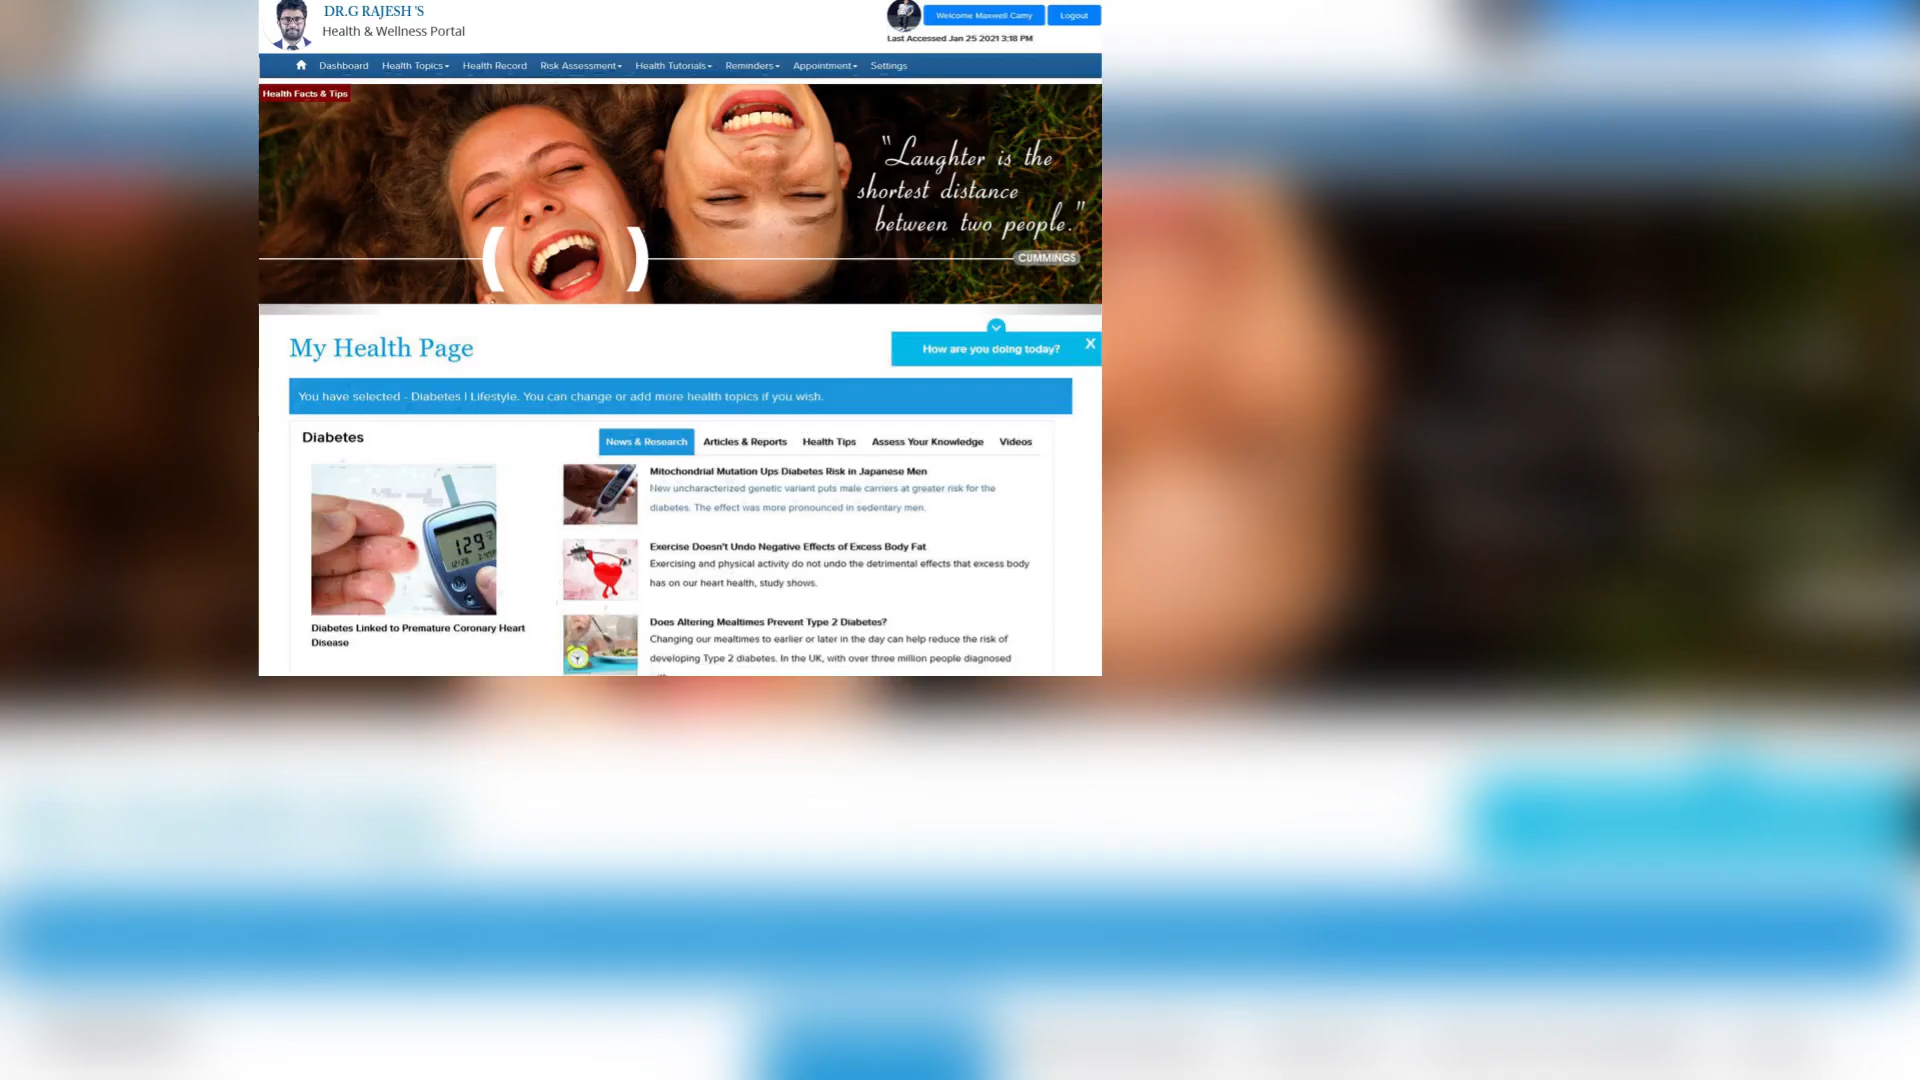 DR.G RAJESH 'S
Health & Wellness Portal
Welcome Maxwell Camy
Logout
Last Accessed Jan 25 2021 3:18 PM
Dashboard Health Topics Health Record Risk Assessment Health Tutorials Reminders Appointment Settings
Health Facts & Tips
"Laughter is the
shortest distance
between two people."
CUMMINGS
My Health Page
How are you doing today?
X
You have selected - Diabetes | Lifestyle. You can change or add more health topics if you wish.
Diabetes
News & Research Articles & Reports Health Tips Assess Your Knowledge Videos
129
Diabetes Linked to Premature Coronary Heart
Disease
Mitochondrial Mutation Ups Diabetes Risk in Japanese Men
New uncharacterized genetic variant puts male carriers at greater risk for the
diabetes. The effect was more pronounced in sedentary men.
Exercise Doesn't Undo Negative Effects of Excess Body Fat
Exercising and physical activity do not undo the detrimental effects that excess body
has on our heart health, study shows.
Does Altering Mealtimes Prevent Type 2 Diabetes?
Changing our mealtimes to earlier or later in the day can help reduce the risk of
developing Type 2 diabetes. In the UK, with over three million people diagnosed